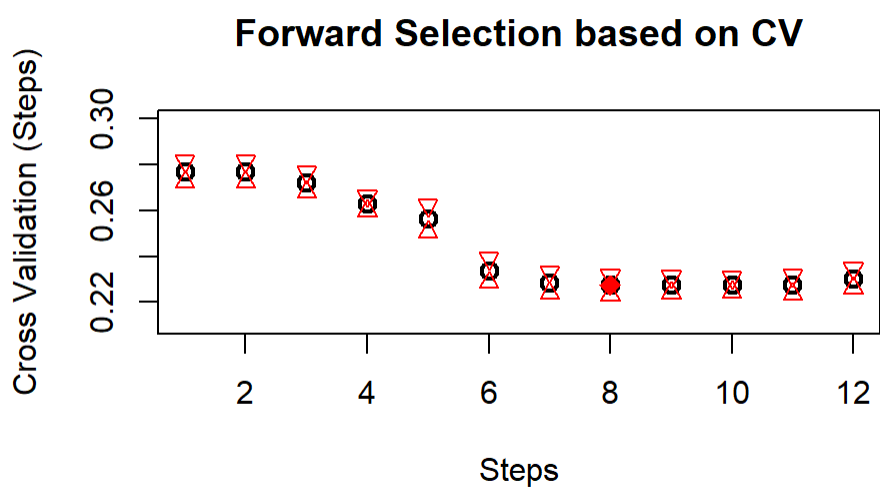 Forward Selection based on CV
Cross Validation (Steps)
0.30
0.26
0.22
2 4 6 8 10 12
Steps